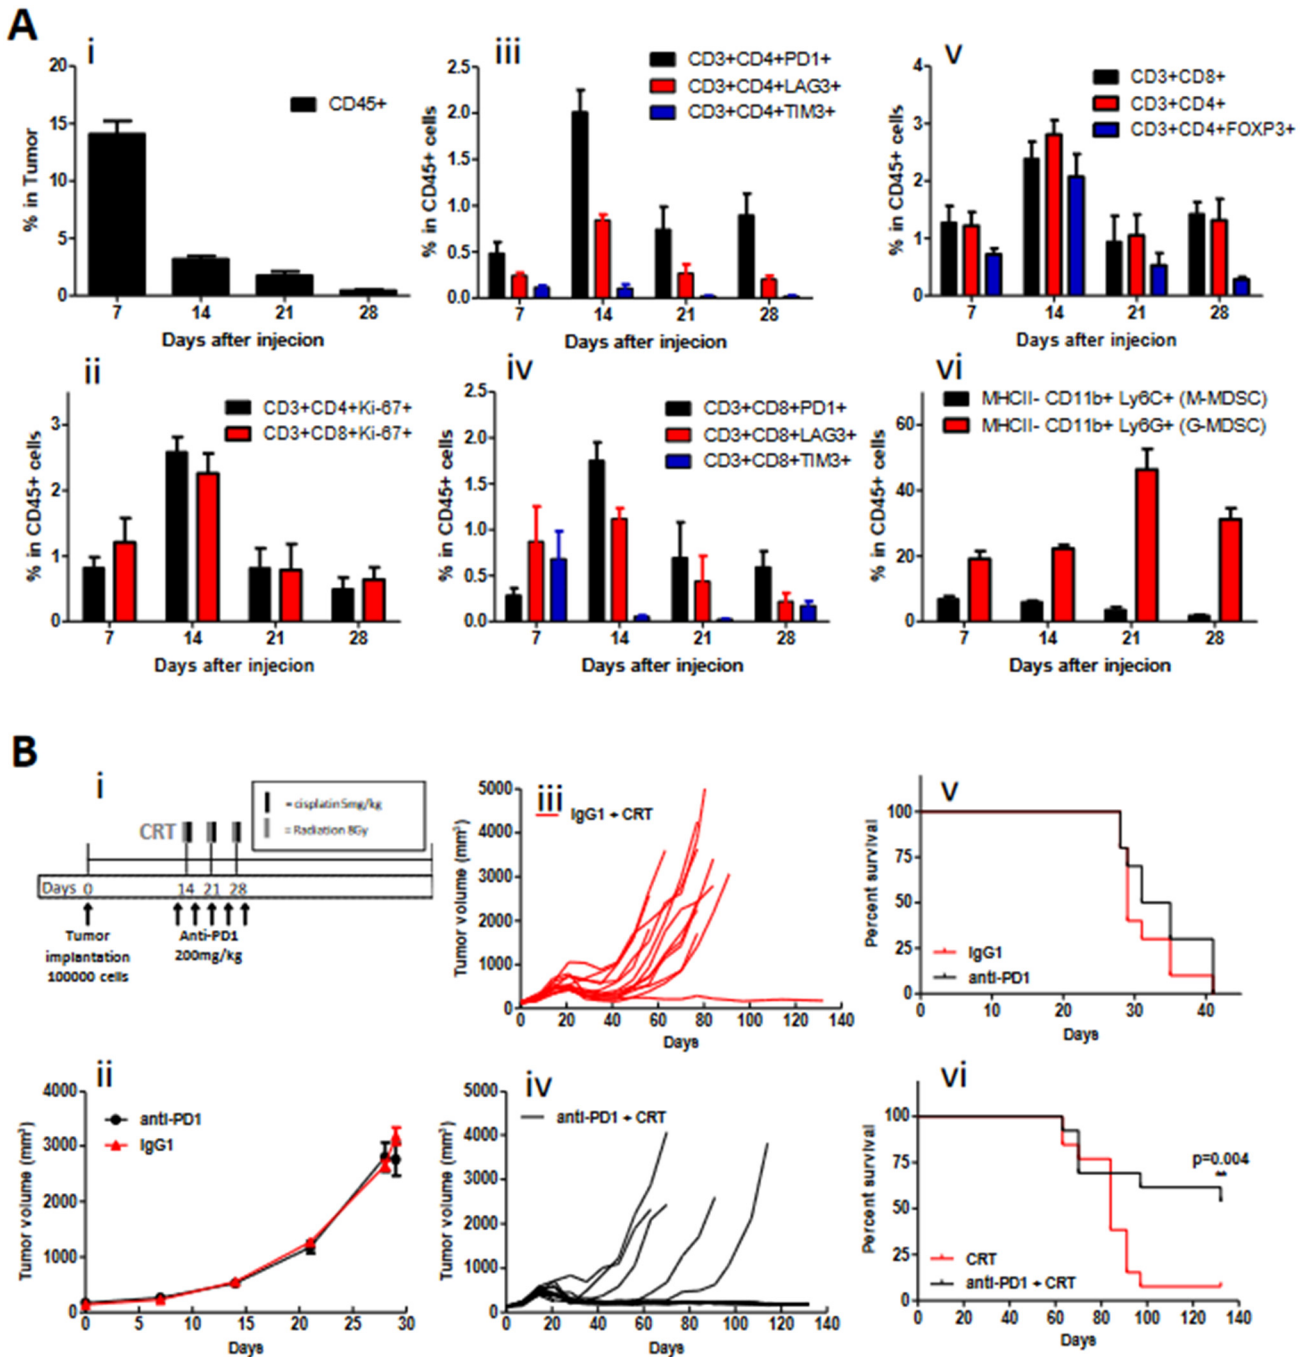 A
i
20
15
10
5
0
% in Tumor
CD45+
7 14 21 28
Days after injecion
iii
2.5
2.0
1.5
1.0
0.5
0.0
% in CD45+ cells
CD3+CD4+PD1+
CD3+CD4+LAG3+
CD3+CD4+TIM3+
7 14 21 28
Days after injecion
v
4
3
2
1
0
% in CD45+ cells
CD3+CD8+
CD3+CD4+
CD3+CD4+FOXP3+
7 14 21 28
Days after injecion
ii
3
2
1
0
% in CD45+ cells
CD3+CD4+Ki-67+
CD3+CD8+Ki-67+
7 14 21 28
Days after injecion
iv
2.5
2.0
1.5
1.0
0.5
0.0
% in CD45+ cells
CD3+CD8+PD1+
CD3+CD8+LAG3+
CD3+CD8+TIM3+
7 14 21 28
Days after injecion
vi
60
40
20
0
% in CD45+ cells
MHCII- CD11b+ Ly6C+ (M-MDSC)
MHCII- CD11b+ Ly6G+ (G-MDSC)
7 14 21 28
Days after injecion
B
i
CRT
= cisplatin5mg/kg
= Radiation 8Gy
Days 0 14 21 28
Tumor
implantation
100000 cells
Anti-PD1
200mg/kg
iii
5000
4000
3000
2000
1000
0
Tumor volume (mm³)
IgG1 + CRT
0 20 40 60 80 100 120 140
Days
v
100
75
50
25
0
Percent survival
IgG1
anti-PD1
0 10 20 30 40
Days
ii
4000
3000
2000
1000
0
Tumor volume (mm³)
anti-PD1
IgG1
0 5 10 15 20 25 30
Days
iv
5000
4000
3000
2000
1000
0
Tumor volume (mm³)
anti-PD1 + CRT
0 20 40 60 80 100 120 140
Days
vi
100
75
50
25
0
Percent survival
p=0.004
**
CRT
anti-PD1 + CRT
0 20 40 60 80 100 120 140
Days